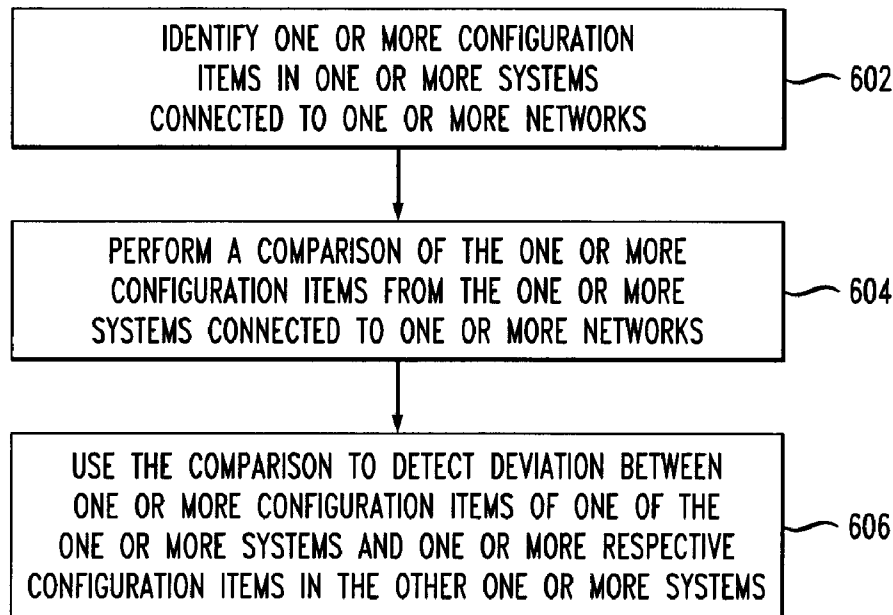 IDENTIFY ONE OR MORE CONFIGURATION
ITEMS IN ONE OR MORE SYSTEMS
CONNECTED TO ONE OR MORE NETWORKS
602
PERFORM A COMPARISON OF THE ONE OR MORE
CONFIGURATION ITEMS FROM THE ONE OR MORE
SYSTEMS CONNECTED TO ONE OR MORE NETWORKS
604
USE THE COMPARISON TO DETECT DEVIATION BETWEEN
ONE OR MORE CONFIGURATION ITEMS OF ONE OF THE
ONE OR MORE SYSTEMS AND ONE OR MORE RESPECTIVE
CONFIGURATION ITEMS IN THE OTHER ONE OR MORE SYSTEMS
606